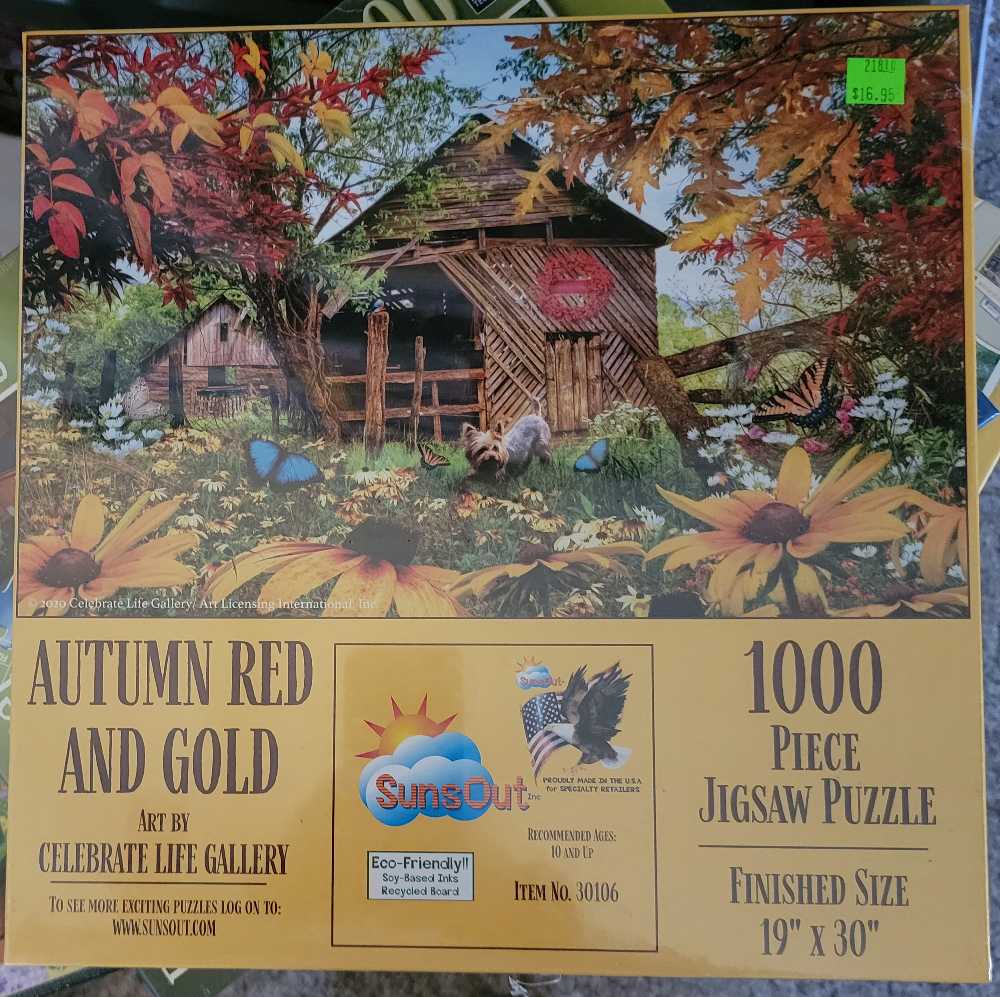 21816
$16.95
© 2020 Celebrate Life Gallery/ Art Licensing International, Inc.
AUTUMN RED
AND GOLD
ART BY
CELEBRATE LIFE GALLERY
TO SEE MORE EXCITING PUZZLES LOG ON TO:
WWW.SUNSOUT.COM
SunsOut Inc
Eco-Friendly!!
Soy-Based Inks
Recycled Board
SunsOut
PROUDLY MADE IN THE U.S.A
for SPECIALTY RETAILERS
RECOMMENDED AGES:
10 AND UP
ITEM NO. 30106
1000
PIECE
JIGSAW PUZZLE
FINISHED SIZE
19" x 30"